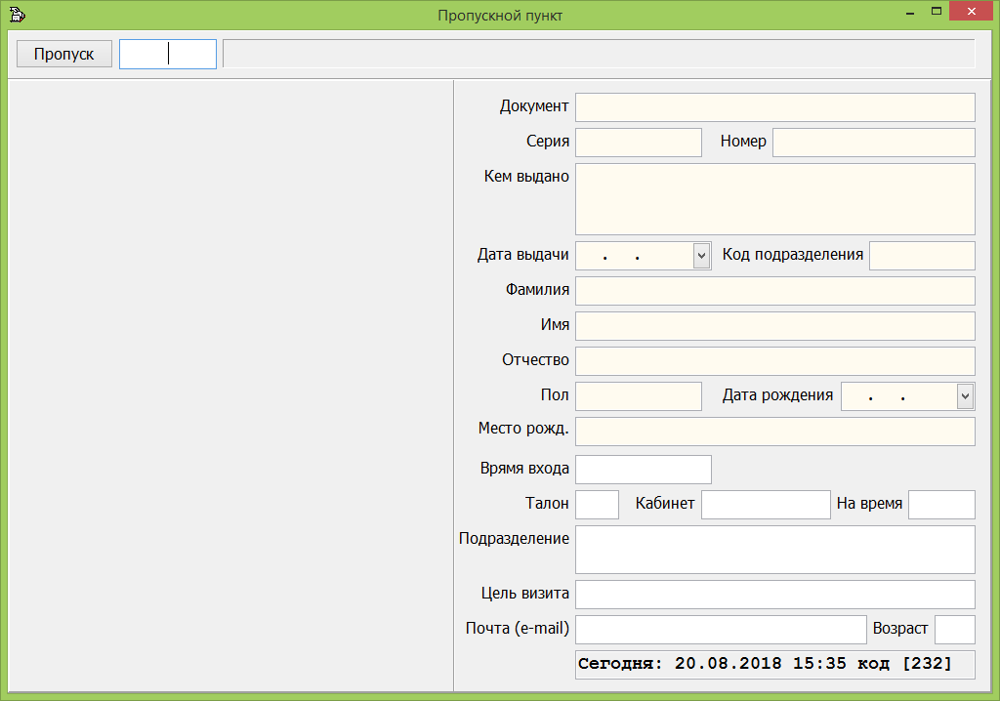 Пропускной пункт
Пропуск
Документ
Серия Номер
Кем выдано
Дата выдачи . . Код подразделения
Фамилия
Имя
Отчество
Пол Дата рождения . .
Место рожд.
Врямя входа
Талон Кабинет На время
Подразделение
Цель визита
Почта (e-mail) Возраст
Сегодня: 20.08.2018 15:35 код [232]